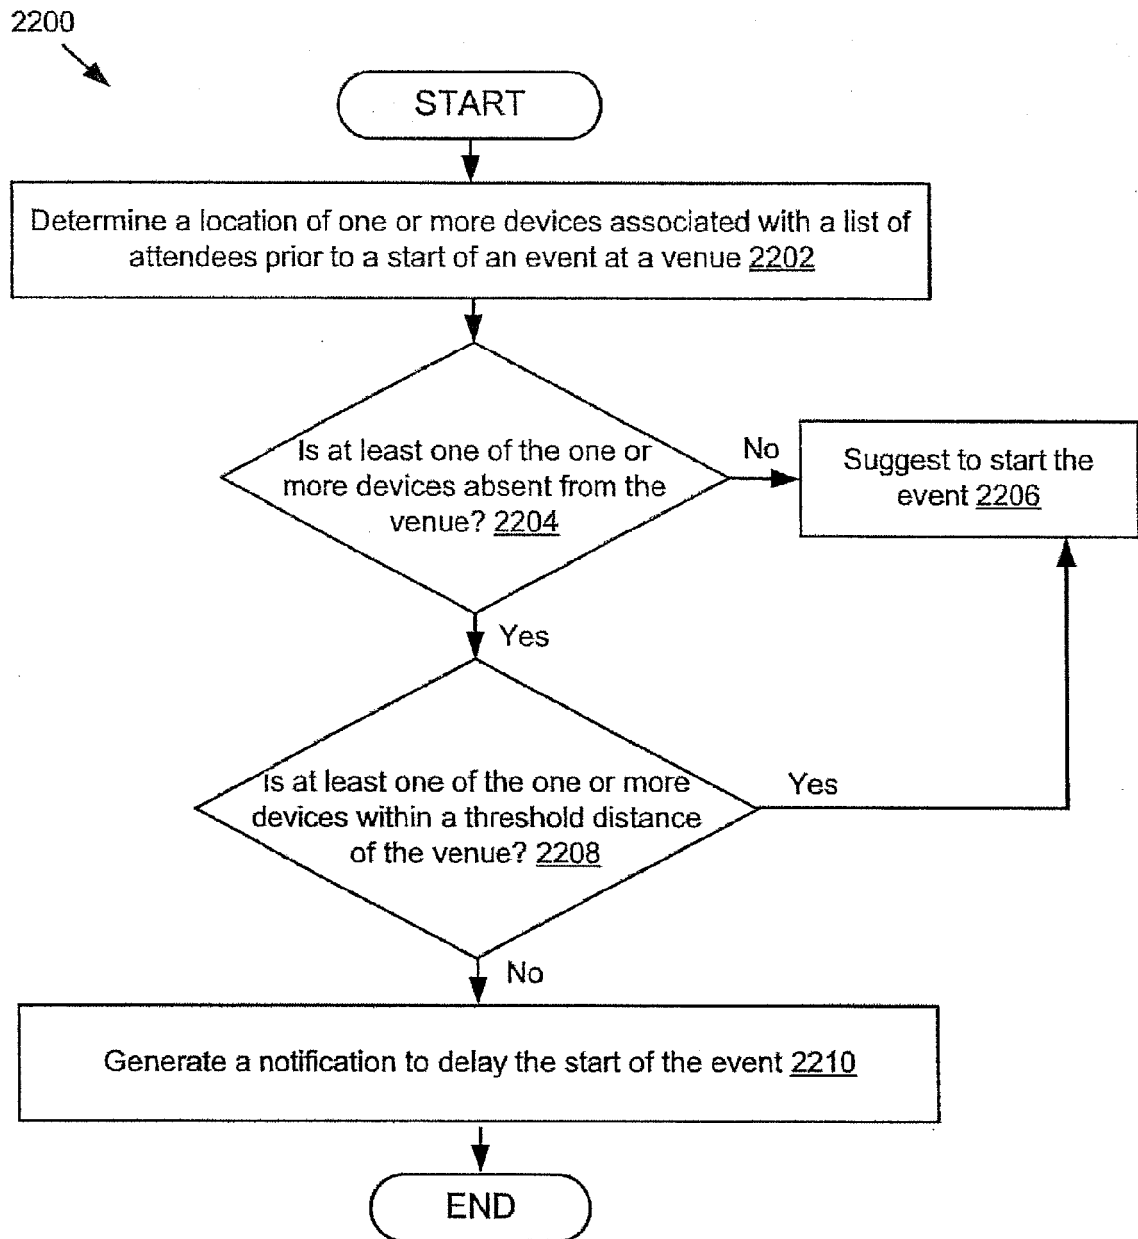 2200
START
Determine a location of one or more devices associated with a list of
attendees prior to a start of an event at a venue 2202
Is at least one of the one or
more devices absent from the
venue? 2204
No
Suggest to start the
event 2206
Yes
Is at least one of the one or more
devices within a threshold distance
of the venue? 2208
Yes
No
Generate a notification to delay the start of the event 2210
END